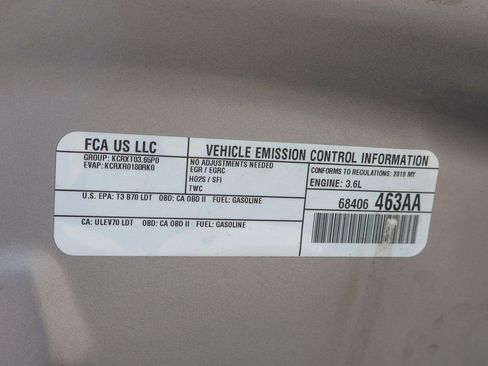 FCA US LLC
GROUP: KCRXT03.65P0
EVAP: KCRXR0180RK0
VEHICLE EMISSION CONTROL INFORMATION
NO ADJUSTMENTS NEEDED
EGR / EGRC
HO2S / SFI
TWC
CONFORMS TO REGULATIONS: 2019 MY
ENGINE: 3.6L
U.S. EPA: T3 B70 LDT OBD: CA OBD II FUEL: GASOLINE
68406 463AA
CA: ULEV70 LDT OBD: CA OBD II FUEL: GASOLINE